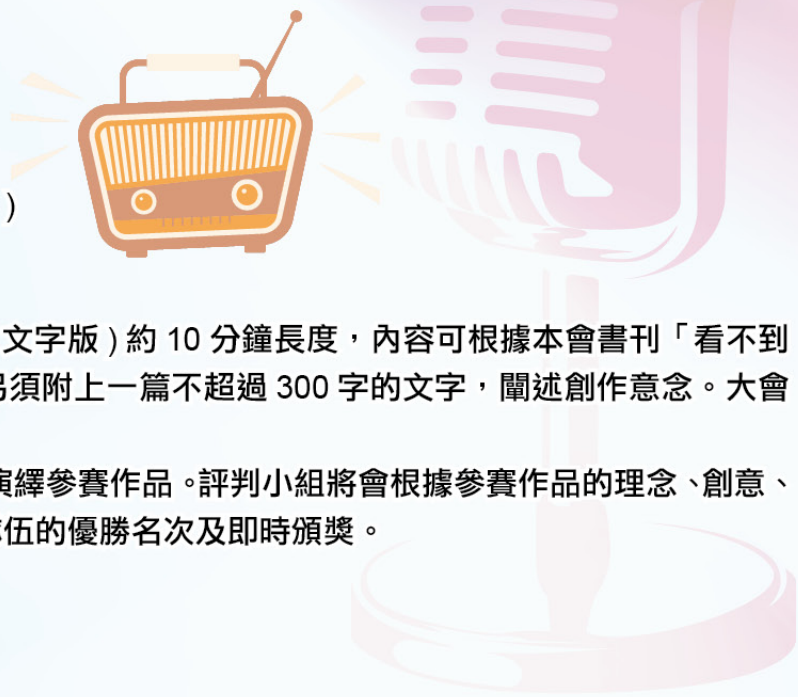 )
文字版 ) 約 10 分鐘長度，內容可根據本會書刊「看不到
須附上一篇不超過 300 字的文字，闡述創作意念。大會
演繹參賽作品。評判小組將會根據參賽作品的理念、創意、
伍的優勝名次及即時頒獎。